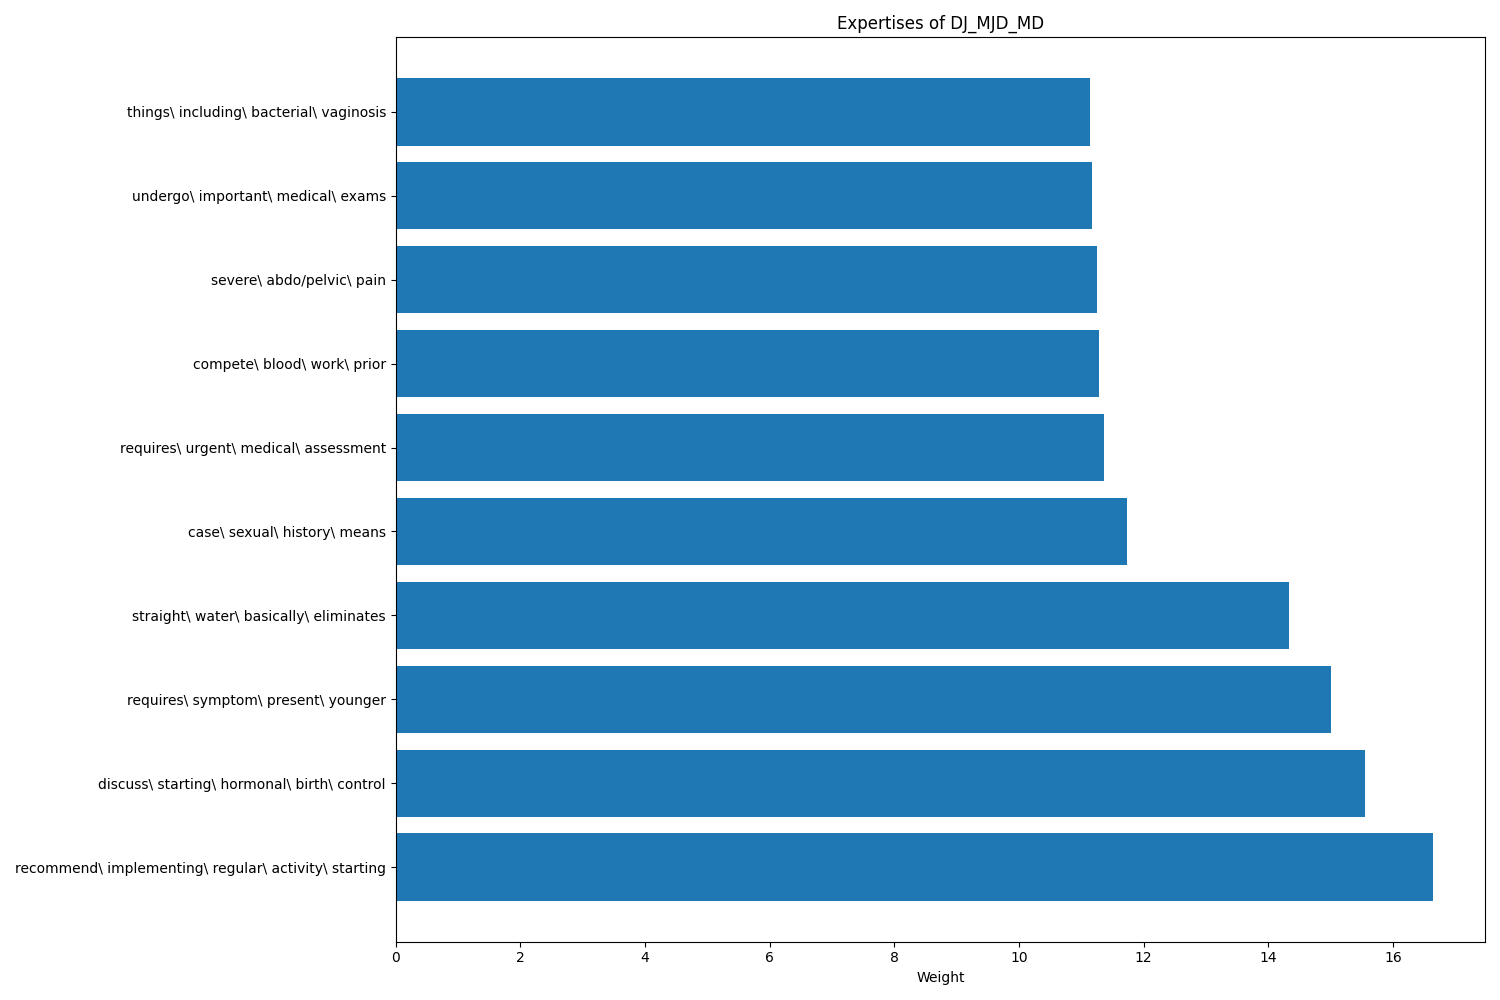 Expertises of DJ_MJD_MD
things\ including\ bacterial\ vaginosis
undergo\ important\ medical\ exams
severe\ abdo/pelvic\ pain
compete\ blood\ work\ prior
requires\ urgent\ medical\ assessment
case\ sexual\ history\ means
straight\ water\ basically\ eliminates
requires\ symptom\ present\ younger
discuss\ starting\ hormonal\ birth\ control
recommend\ implementing\ regular\ activity\ starting
0 2 4 6 8 10 12 14 16
Weight